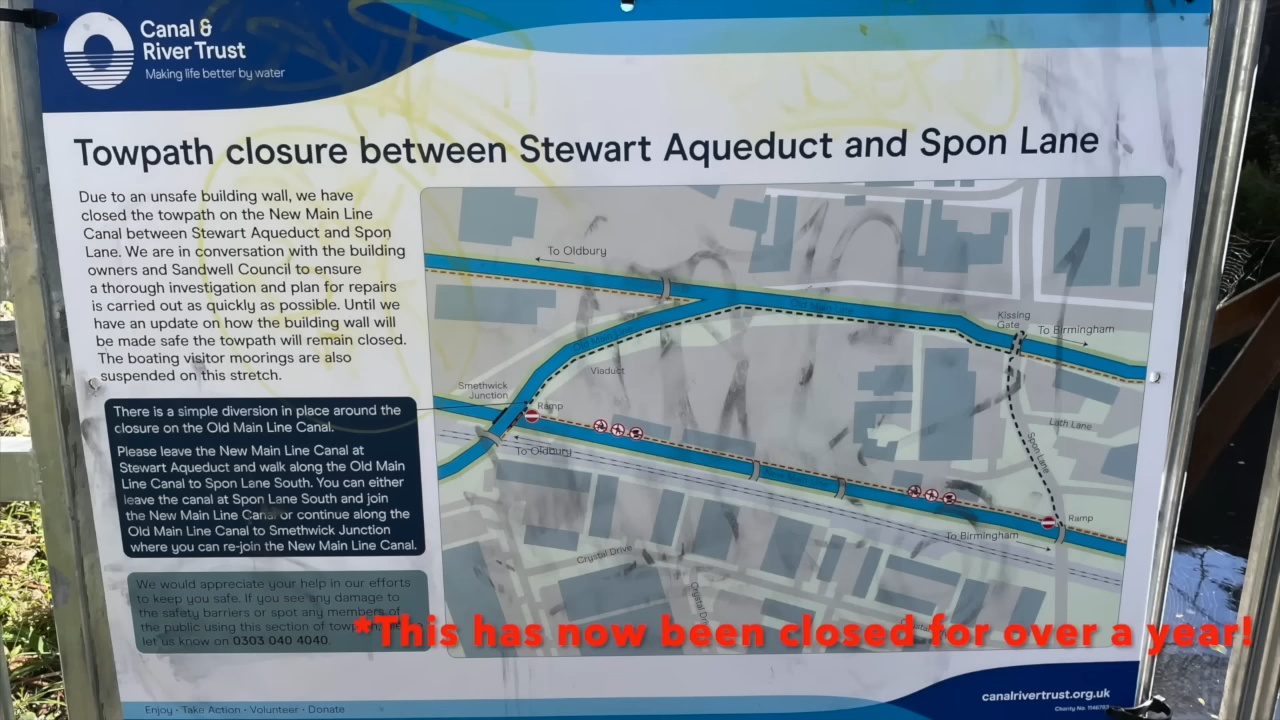 Canal &
River Trust
Making life better by water
Towpath closure between Stewart Aqueduct and Spon Lane
Due to an unsafe building wall, we have
closed the towpath on the New Main Line
Canal between Stewart Aqueduct and Spon
Lane. We are in conversation with the building
owners and Sandwell Council to ensure
a thorough investigation and plan for repairs
is carried out as quickly as possible. Until we
have an update on how the building wall will
be made safe the towpath will remain closed.
The boating visitor moorings are also
suspended on this stretch.
There is a simple diversion in place around the
closure on the Old Main Line Canal.
Please leave the New Main Line Canal at
Stewart Aqueduct and walk along the Old Main
Line Canal to Spon Lane South. You can either
leave the canal at Spon Lane South and join
the New Main Line Canal or continue along the
Old Main Line Canal to Smethwick Junction
where you can re-join the New Main Line Canal.
We would appreciate your help in our efforts
to keep you safe. If you see any damage to
the safety barriers or spot any members of
the public using this section of
let us know on 0303 040 4040.
To Oldbury
Old Main Line
Kissing
Gate
To Birmingham
Old Main Line
Viaduct
Smethwick
Junction
Ramp
Lath Lane
To Oldbury
Spon Lane
Main Line
Ramp
To Birmingham
Crystal Drive
Crystal Dr
*This has now been closed for over a year!
canalrivertrust.org.uk
Charity No. 1146792
Enjoy · Take Action · Volunteer · Donate